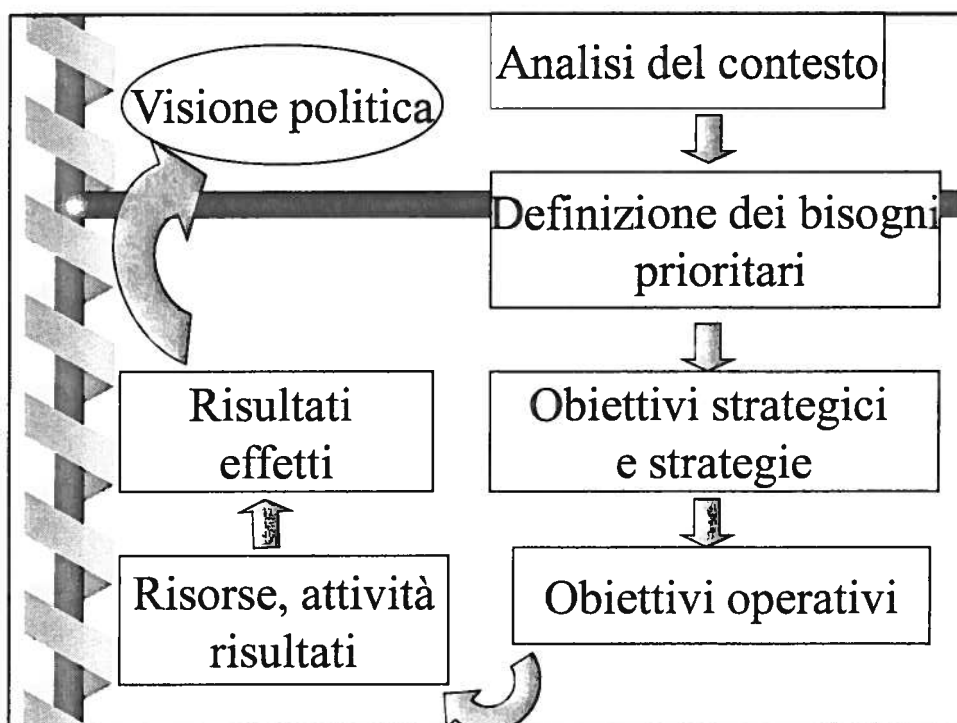 Visione politica
Analisi del contesto
Definizione dei bisogni
prioritari
Obiettivi strategici
e strategie
Obiettivi operativi
Risorse, attività
risultati
Risultati
effetti